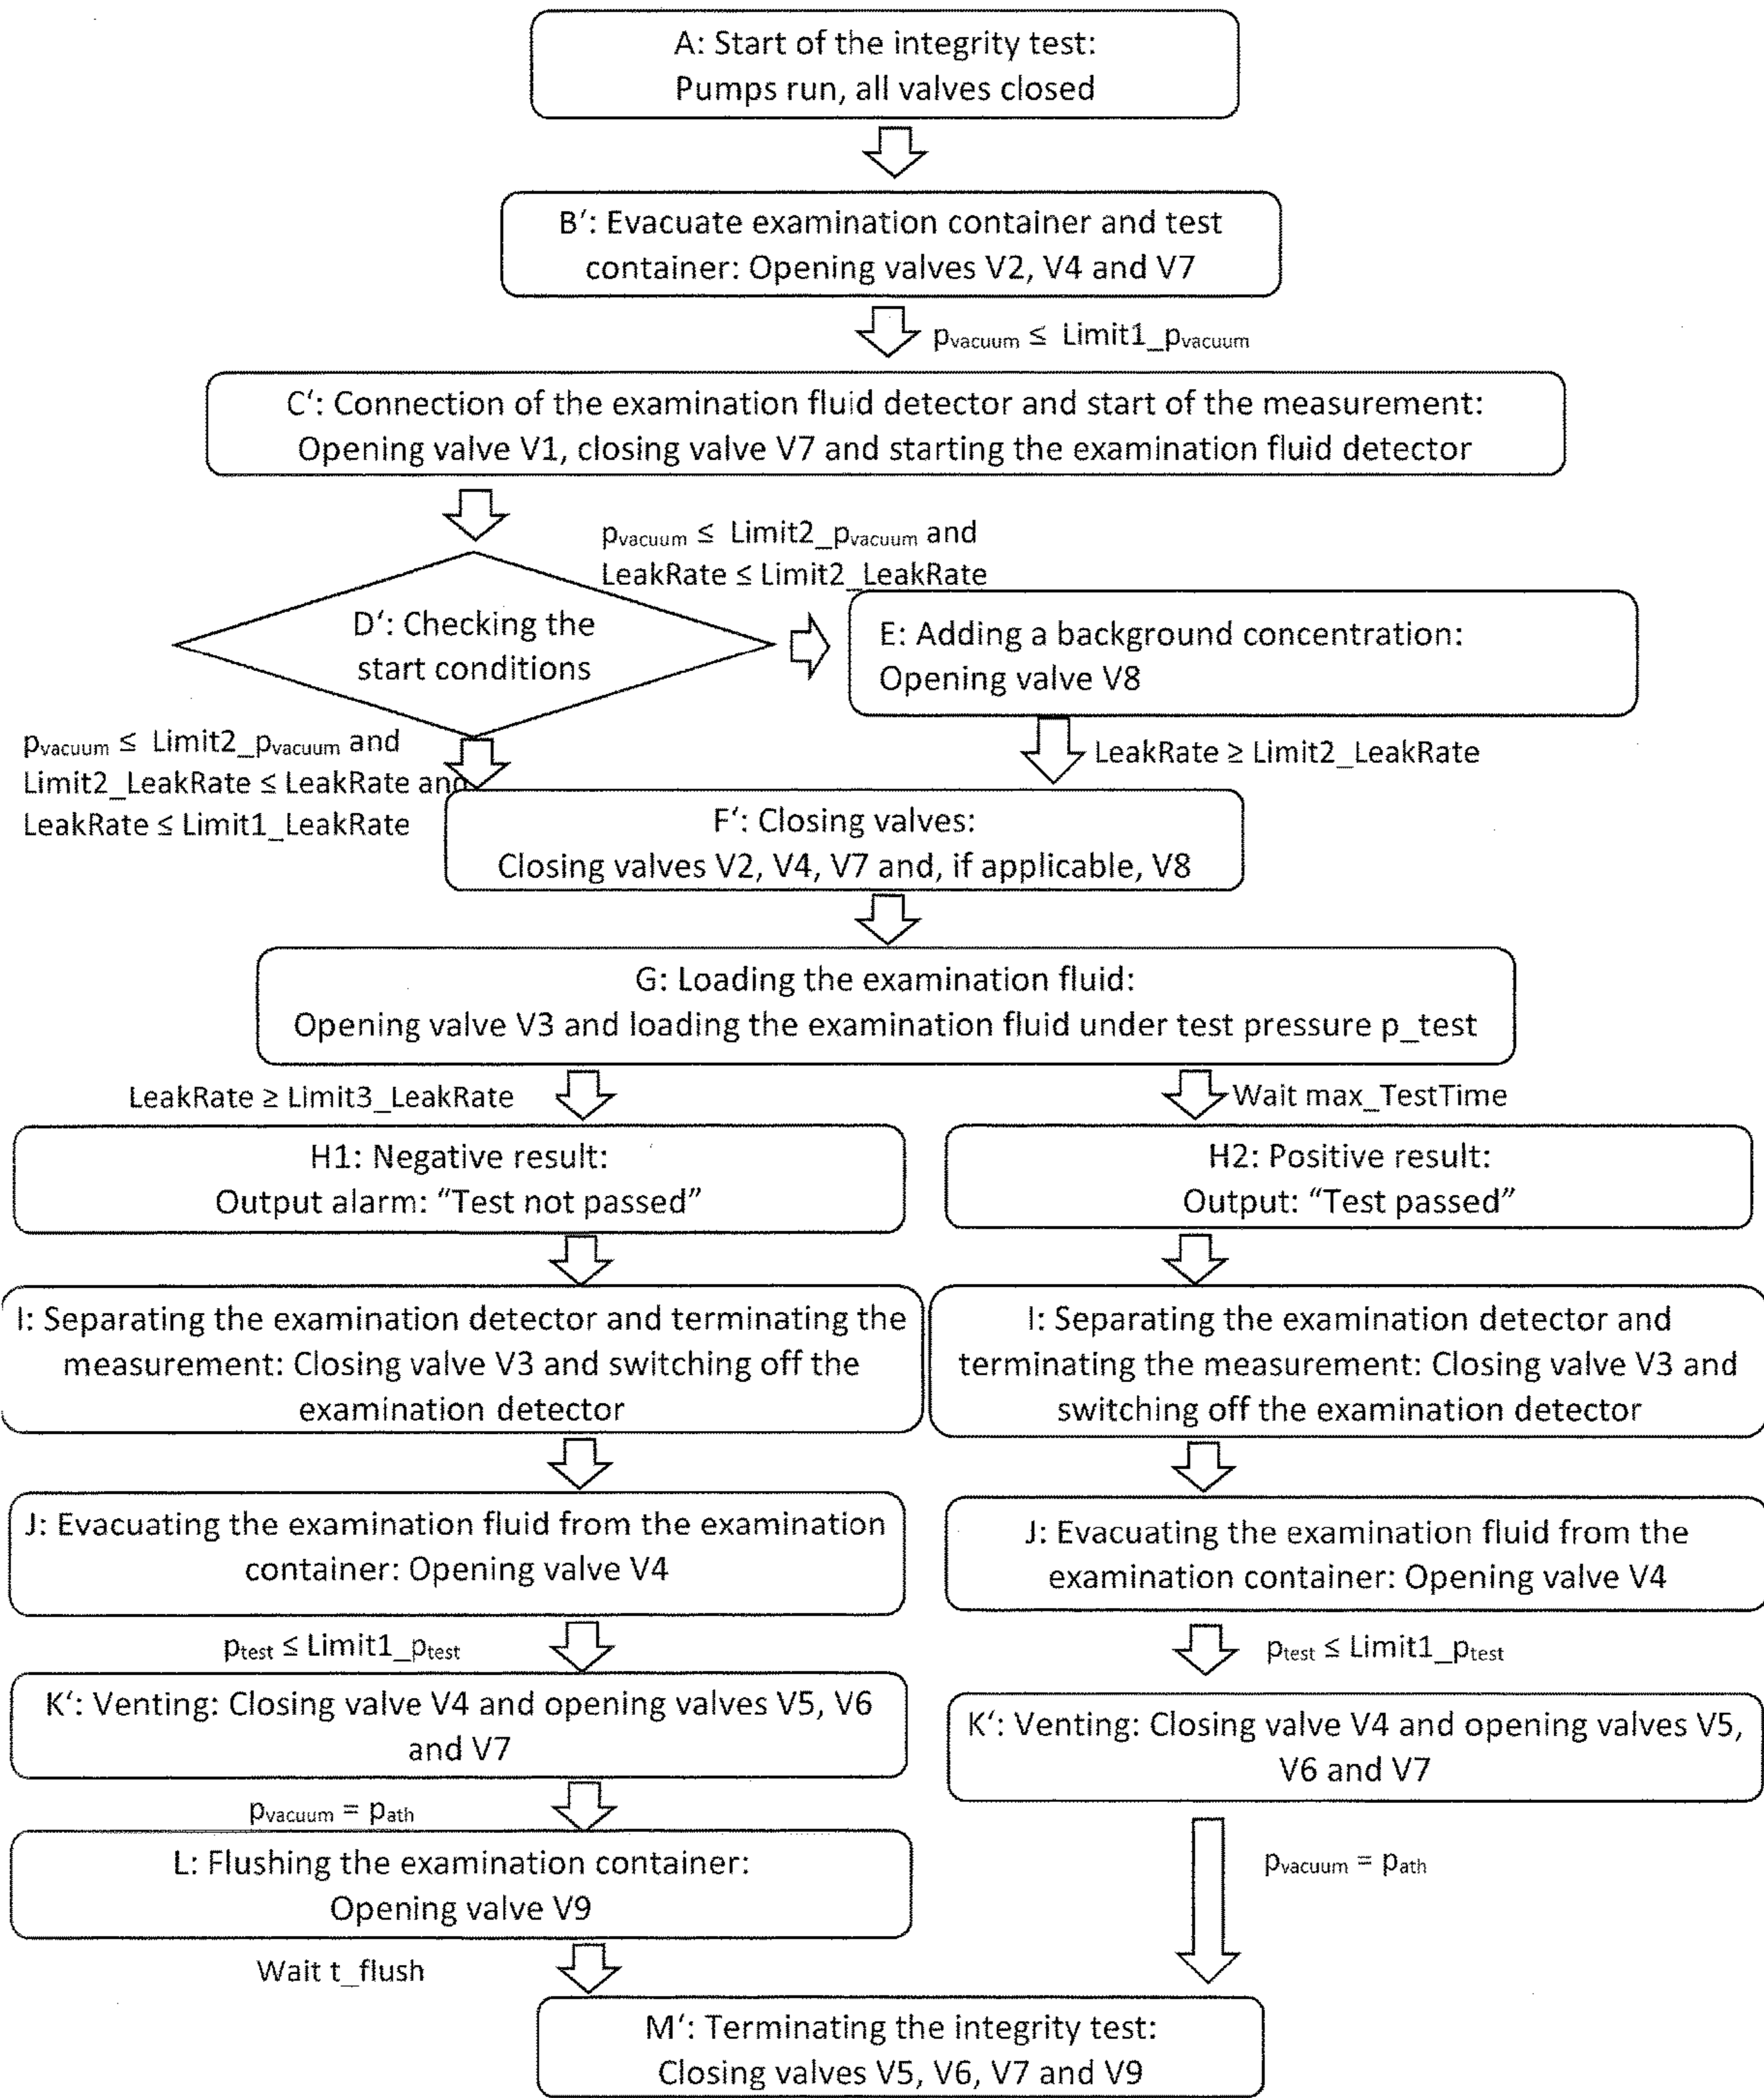 A: Start of the integrity test:
Pumps run, all valves closed
B‘: Evacuate examination container and test
container: Opening valves V2, V4 and V7
pvacuum ≤ Limit1_pvacuum
C‘: Connection of the examination fluid detector and start of the measurement:
Opening valve V1, closing valve V7 and starting the examination fluid detector
pvacuum ≤ Limit2_pvacuum and
LeakRate ≤ Limit2_LeakRate
D‘: Checking the
start conditions
E: Adding a background concentration:
Opening valve V8
pvacuum ≤ Limit2_pvacuum and
Limit2_LeakRate ≤ LeakRate and
LeakRate ≤ Limit1_LeakRate
LeakRate ≥ Limit2_LeakRate
F‘: Closing valves:
Closing valves V2, V4, V7 and, if applicable, V8
G: Loading the examination fluid:
Opening valve V3 and loading the examination fluid under test pressure p_test
LeakRate ≥ Limit3_LeakRate
Wait max_TestTime
H1: Negative result:
Output alarm: “Test not passed”
H2: Positive result:
Output: “Test passed”
I: Separating the examination detector and terminating the
measurement: Closing valve V3 and switching off the
examination detector
I: Separating the examination detector and
terminating the measurement: Closing valve V3 and
switching off the examination detector
J: Evacuating the examination fluid from the examination
container: Opening valve V4
J: Evacuating the examination fluid from the
examination container: Opening valve V4
ptest ≤ Limit1_ptest
ptest ≤ Limit1_ptest
K‘: Venting: Closing valve V4 and opening valves V5, V6
and V7
K‘: Venting: Closing valve V4 and opening valves V5,
V6 and V7
pvacuum = path
pvacuum = path
L: Flushing the examination container:
Opening valve V9
Wait t_flush
M‘: Terminating the integrity test:
Closing valves V5, V6, V7 and V9